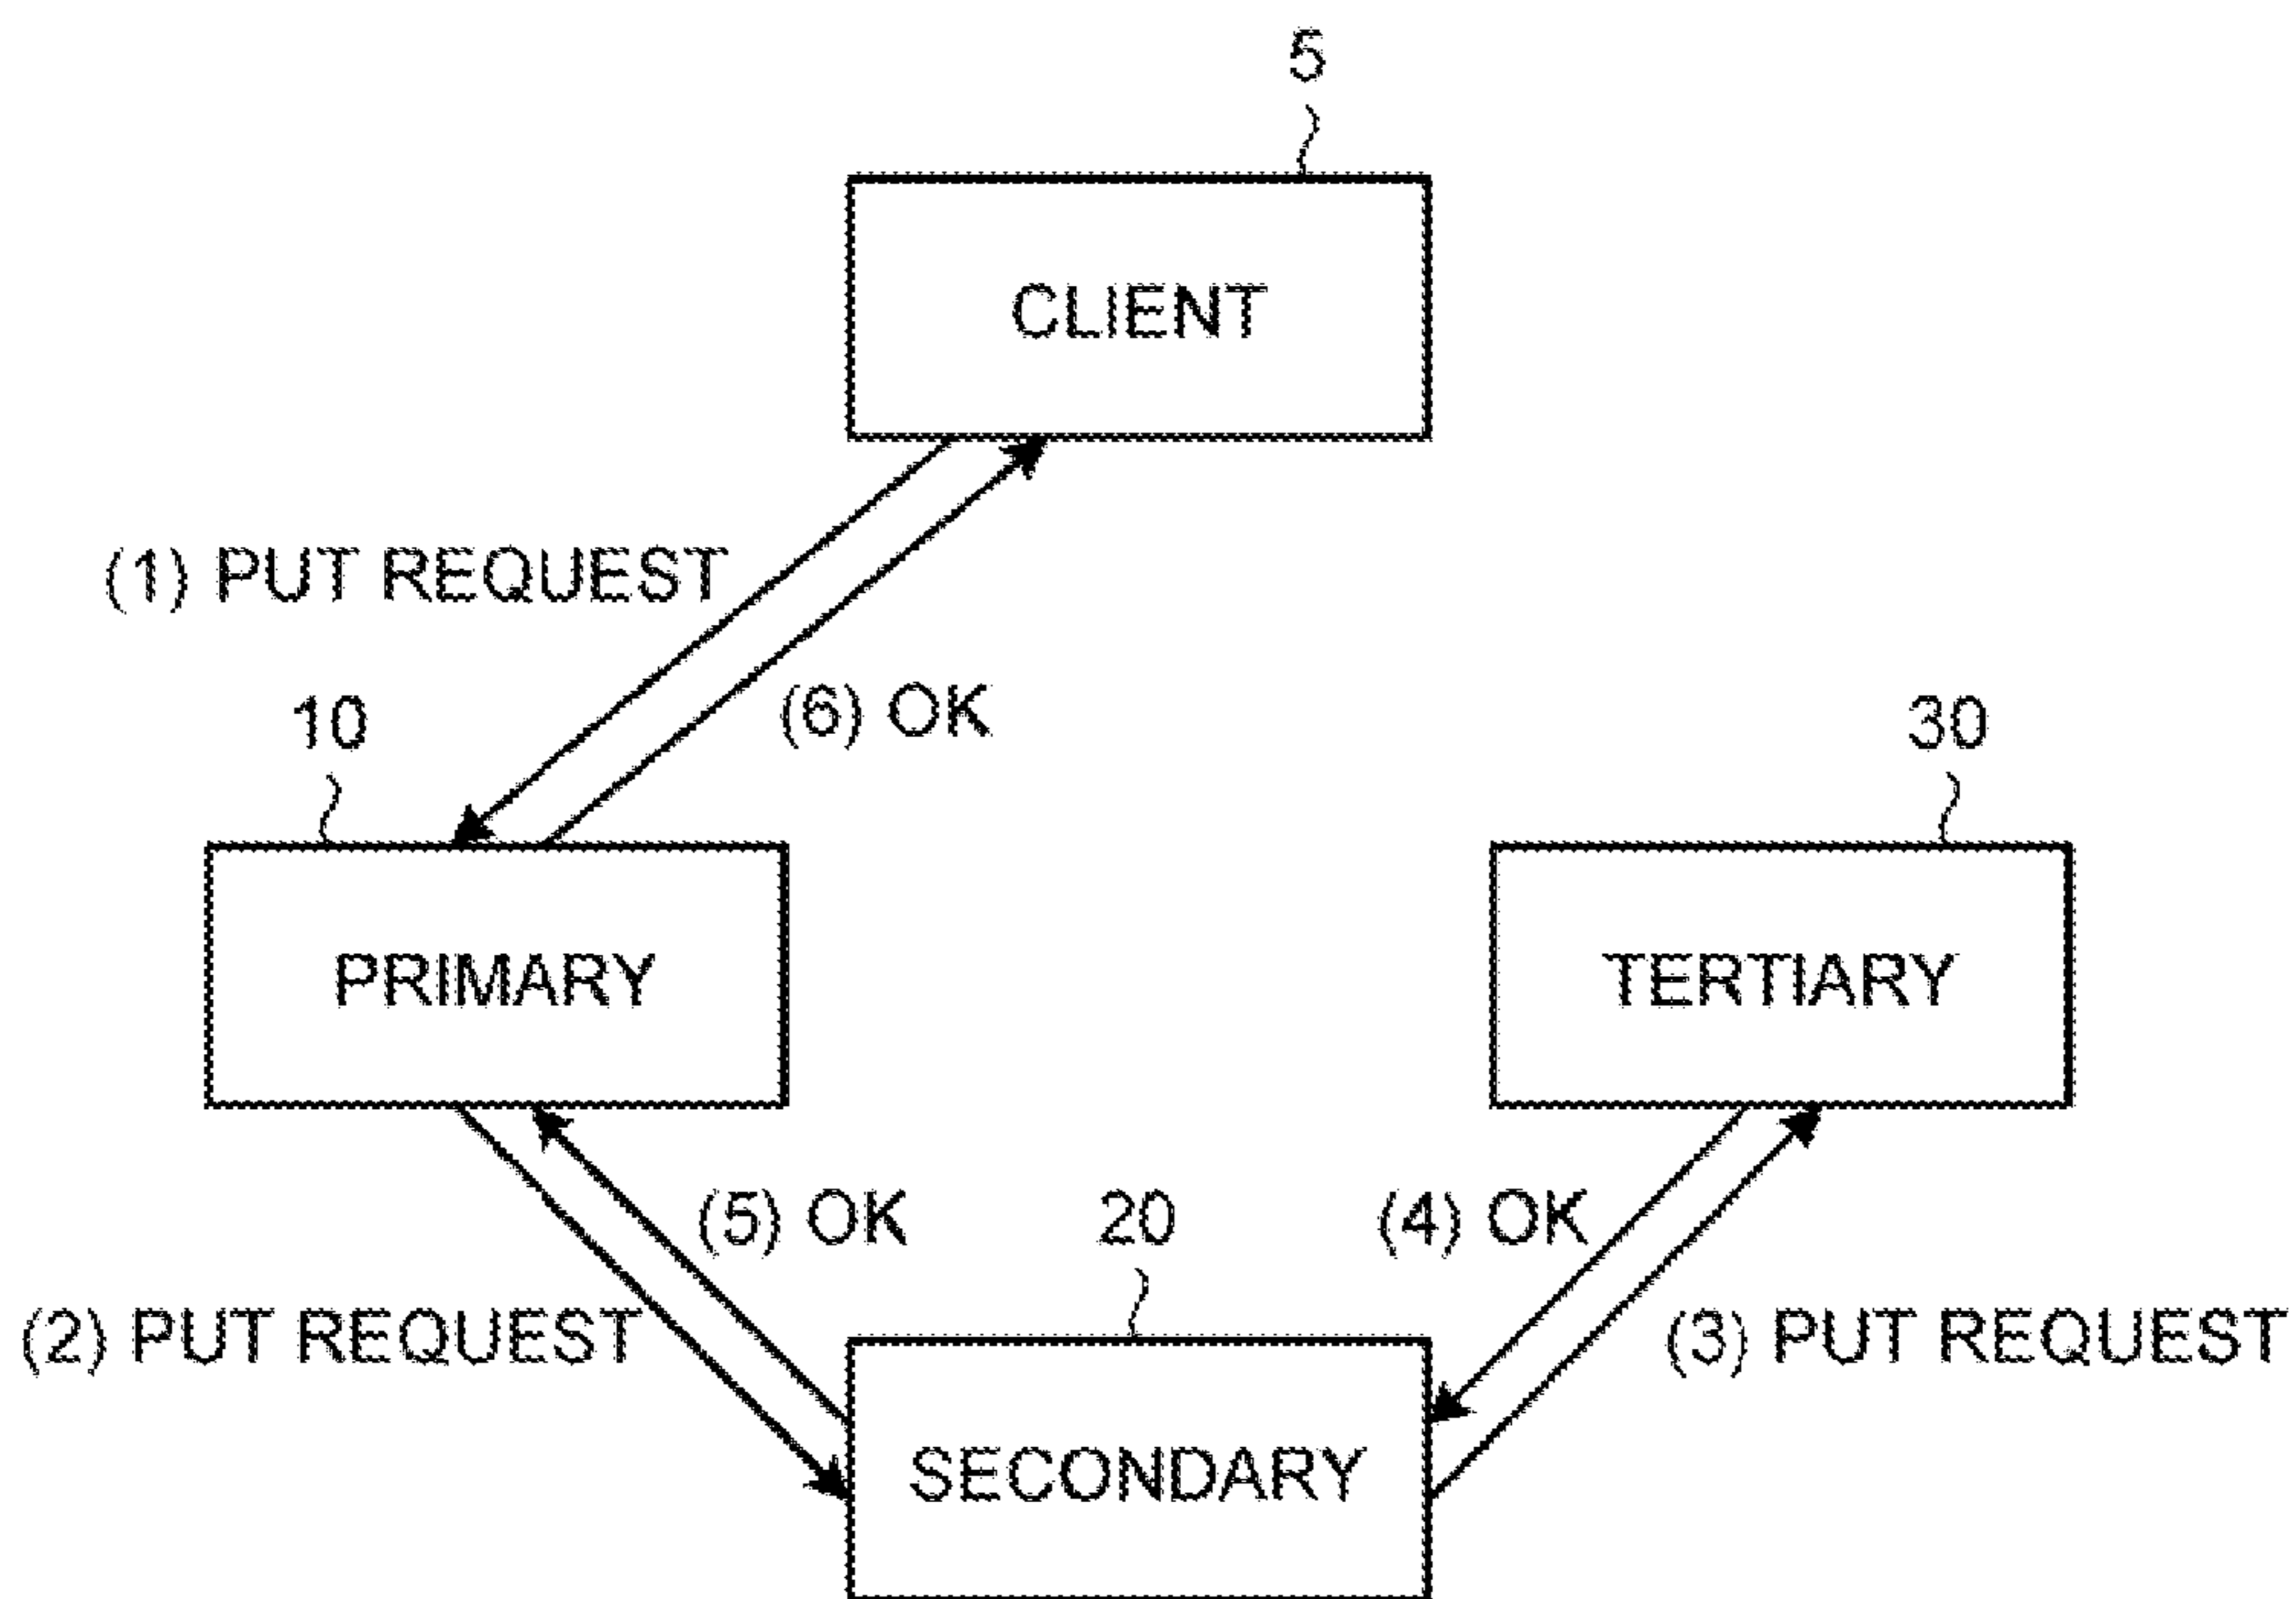 5
CLIENT
(1) PUT REQUEST
(6) OK
10
30
PRIMARY
TERTIARY
(5) OK
20
(4) OK
(2) PUT REQUEST
(3) PUT REQUEST
SECONDARY